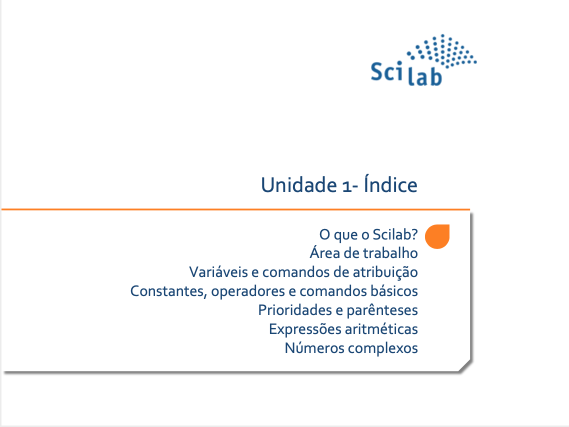 Scilab
Unidade 1- Índice
O que o Scilab?
Área de trabalho
Variáveis e comandos de atribuição
Constantes, operadores e comandos básicos
Prioridades e parênteses
Expressões aritméticas
Números complexos